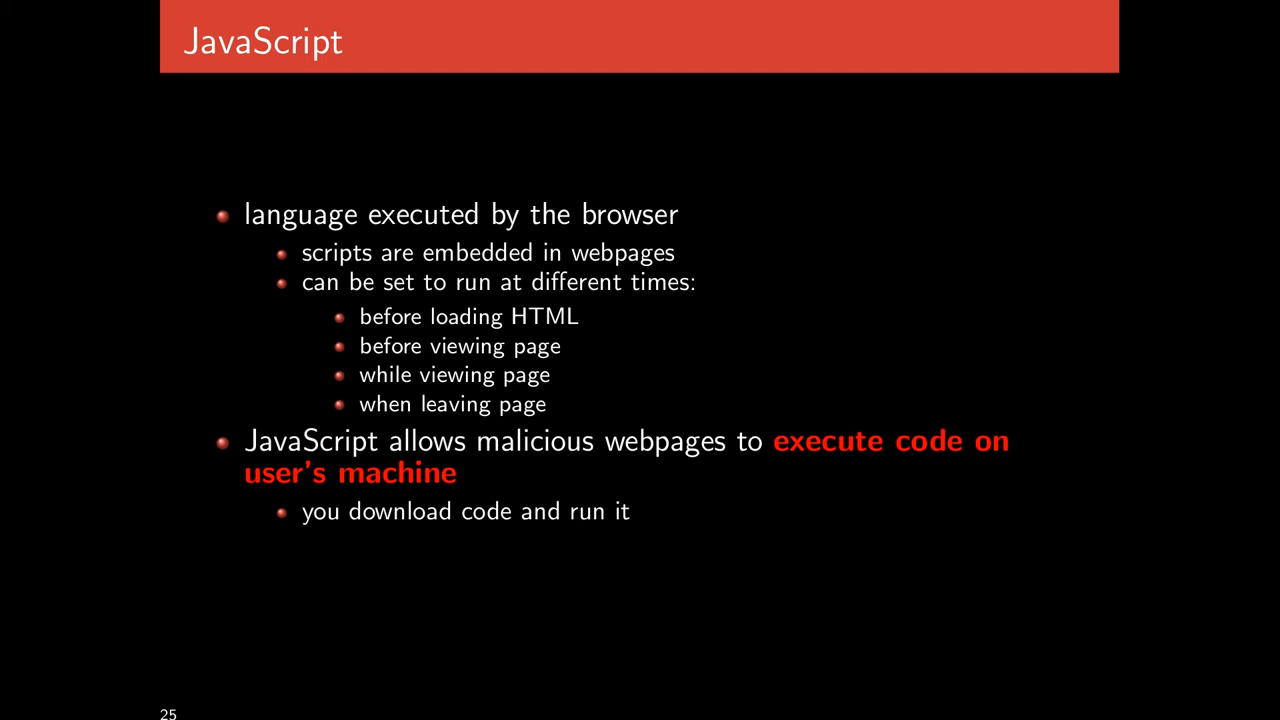 JavaScript
language executed by the browser
scripts are embedded in webpages
can be set to run at different times:
before loading HTML
before viewing page
while viewing page
when leaving page
JavaScript allows malicious webpages to execute code on
user's machine
you download code and run it
25